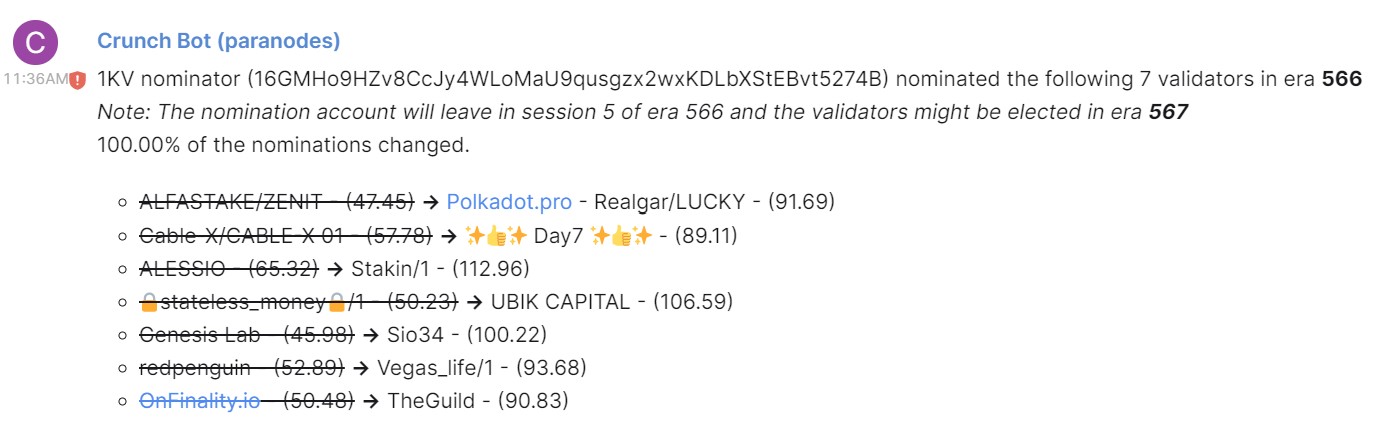 C
Crunch Bot (paranodes)
11:36AM 1KV nominator (16GMHo9HZv8CcJy4WLoMaU9qusgzx2wxKDLbXStEBvt5274B) nominated the following 7 validators in era 566
Note: The nomination account will leave in session 5 of era 566 and the validators might be elected in era 567
100.00% of the nominations changed.
ALFASTAKE/ZENIT - (47.45) → Polkadot.pro - Realgar/LUCKY - (91.69)
Cable-X/CABLE-X-01 - (57.78) → ✨👍✨ Day7 ✨👍✨ - (89.11)
ALESSIO - (65.32) → Stakin/1 - (112.96)
🔒stateless_money🔒/1 - (50.23) → UBIK CAPITAL - (106.59)
Genesis Lab - (45.98) → Sio34 - (100.22)
redpenguin - (52.89) → Vegas_life/1 - (93.68)
OnFinality.io - (50.48) → TheGuild - (90.83)